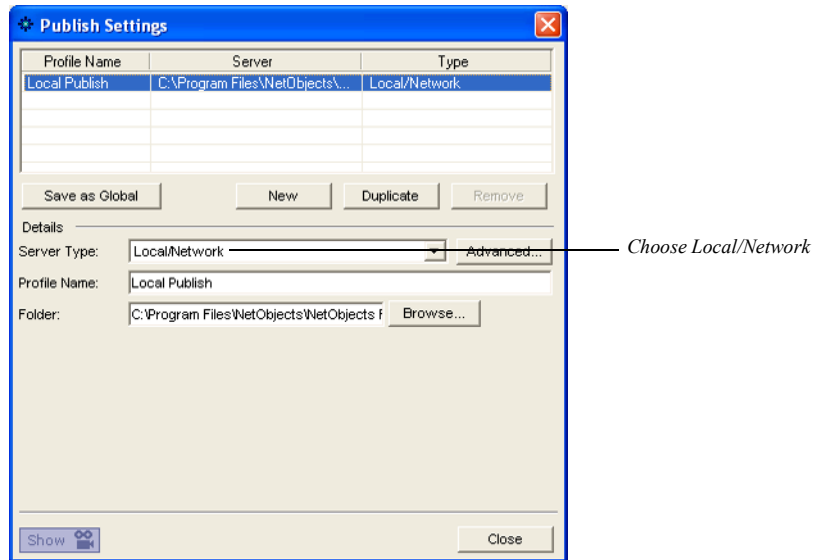 Publish Settings
Profile Name Server Type
Local Publish C:\Program Files\NetObjects\... Local/Network
Save as Global New Duplicate Remove
Details
Server Type: Local/Network Advanced... Choose Local/Network
Profile Name: Local Publish
Folder: C:\Program Files\NetObjects\NetObjects F Browse...
Show Close